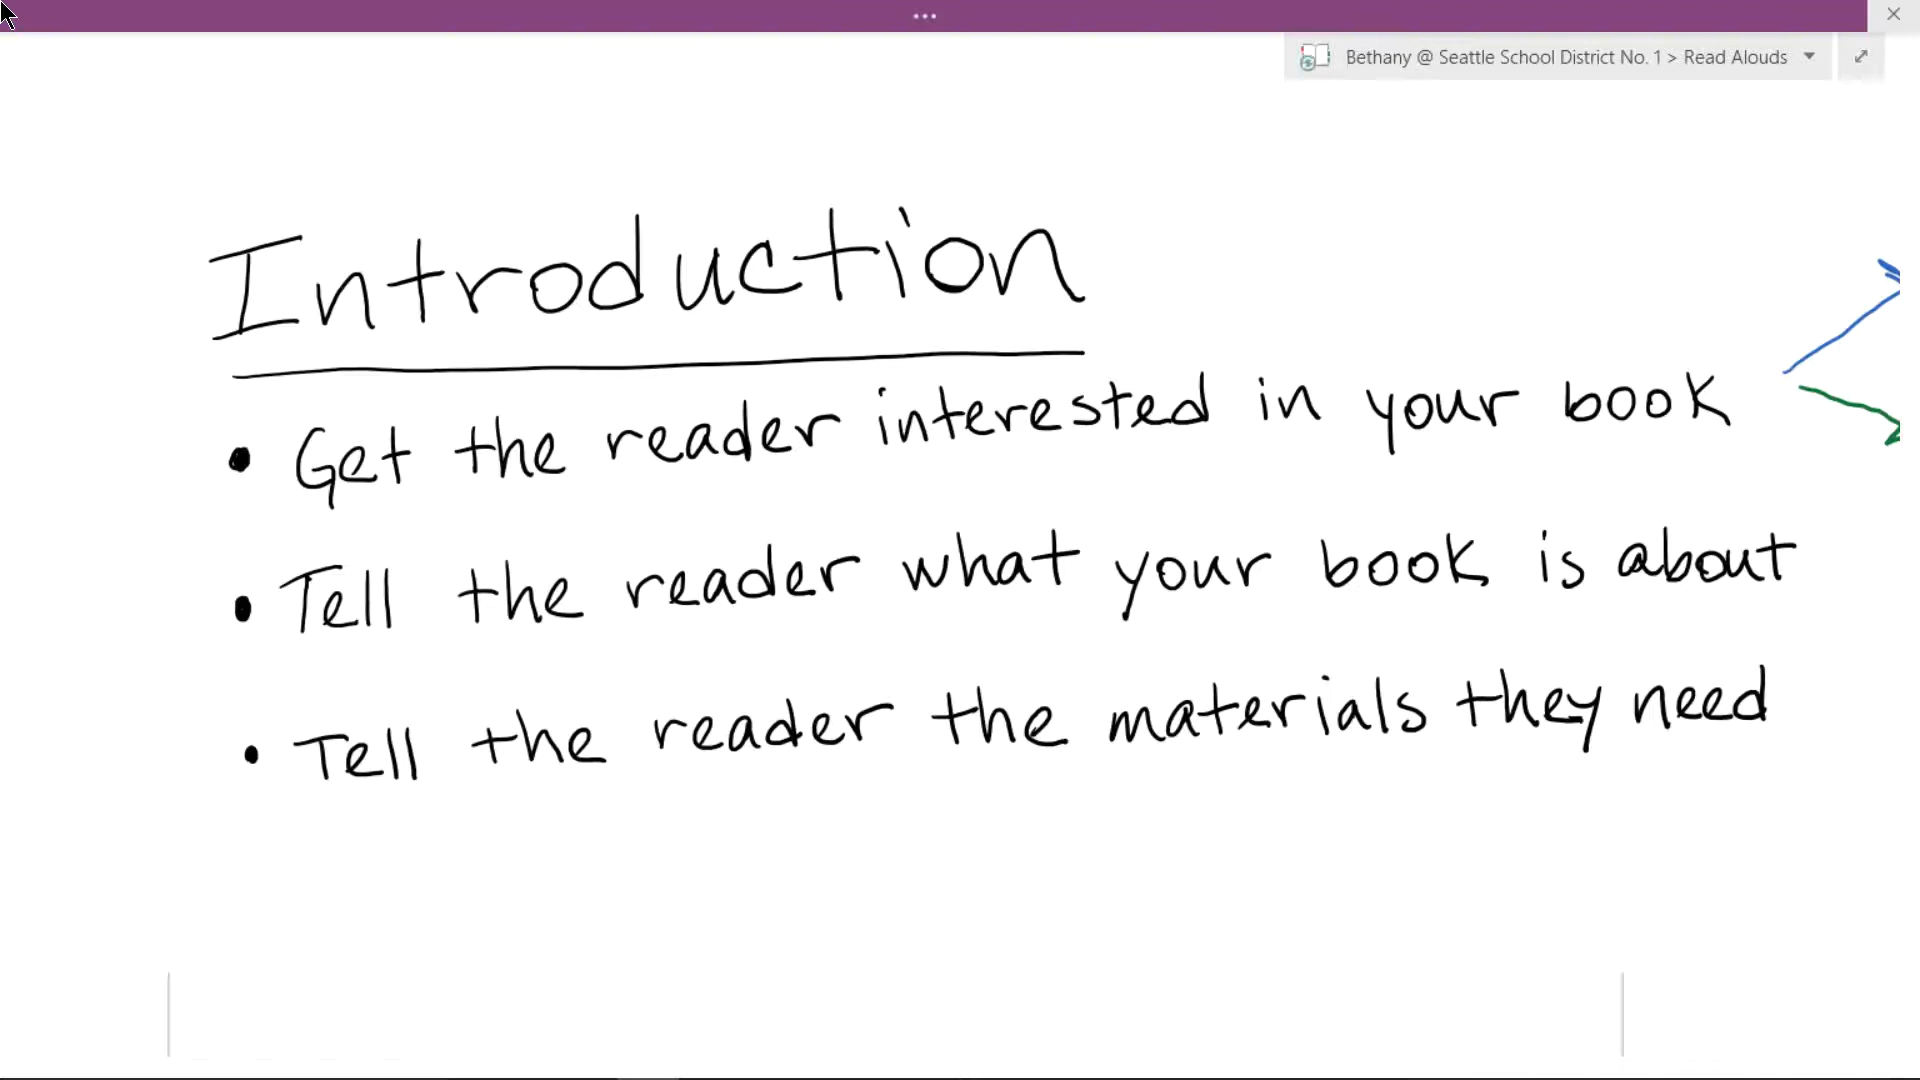 Bethany @ Seattle School District No. 1 > Read Alouds
Introduction
• Get the reader interested in your book
• Tell the reader what your book is about
• Tell the reader the materials they need